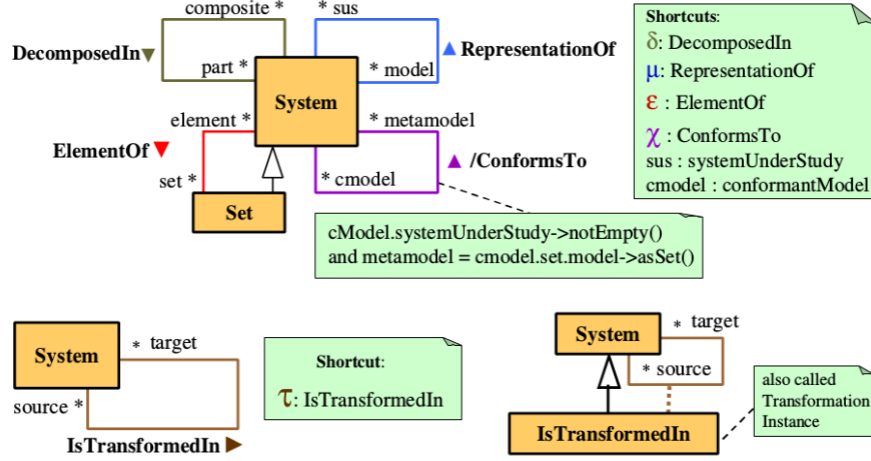 composite *
* sus
DecomposedIn
RepresentationOf
part *
* model
System
element *
* metamodel
ElementOf
/ConformsTo
set *
* cmodel
Set
cModel.systemUnderStudy->notEmpty()
and metamodel = cmodel.set.model->asSet()
Shortcuts:
δ: DecomposedIn
μ: RepresentationOf
ε : ElementOf
χ : ConformsTo
sus : systemUnderStudy
cmodel : conformantModel
System
* target
source *
IsTransformedIn
Shortcut:
τ: IsTransformedIn
System
* target
* source
IsTransformedIn
also called
Transformation
Instance